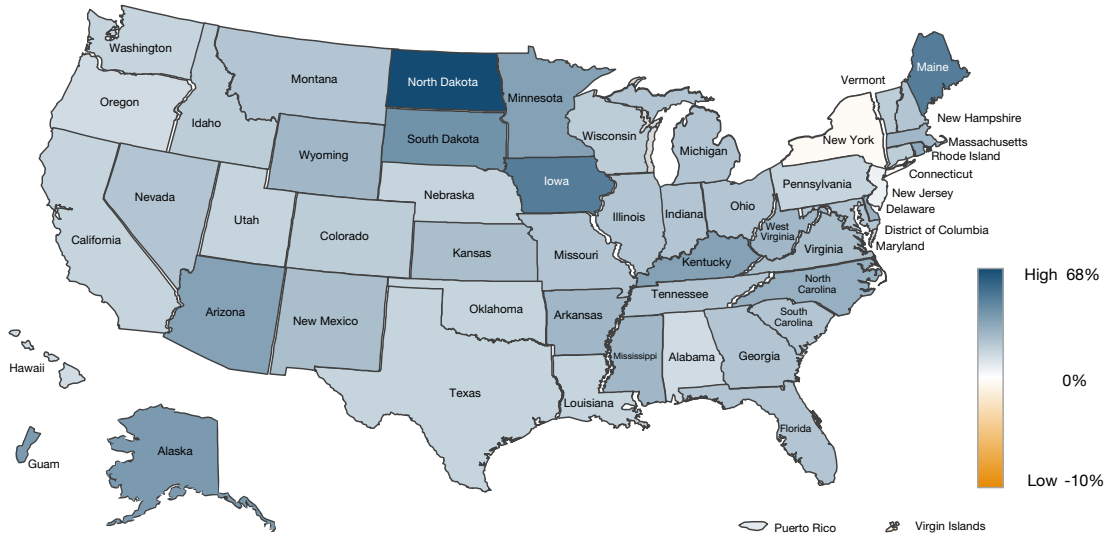 Washington
Oregon
Idaho
Montana
North Dakota
Minnesota
Wisconsin
Michigan
Vermont
Maine
New Hampshire
Massachusetts
Rhode Island
Connecticut
New York
New Jersey
Delaware
District of Columbia
Maryland
Wyoming
South Dakota
Iowa
Nebraska
Nevada
Utah
Colorado
California
Illinois
Indiana
Ohio
Pennsylvania
West
Virginia
Virginia
Kansas
Missouri
Kentucky
North
Carolina
Tennessee
South
Carolina
Arizona
New Mexico
Oklahoma
Arkansas
Mississippi
Alabama
Georgia
Texas
Louisiana
Florida
Hawaii
Guam
Alaska
Puerto Rico
Virgin Islands
High 68%
0%
Low -10%